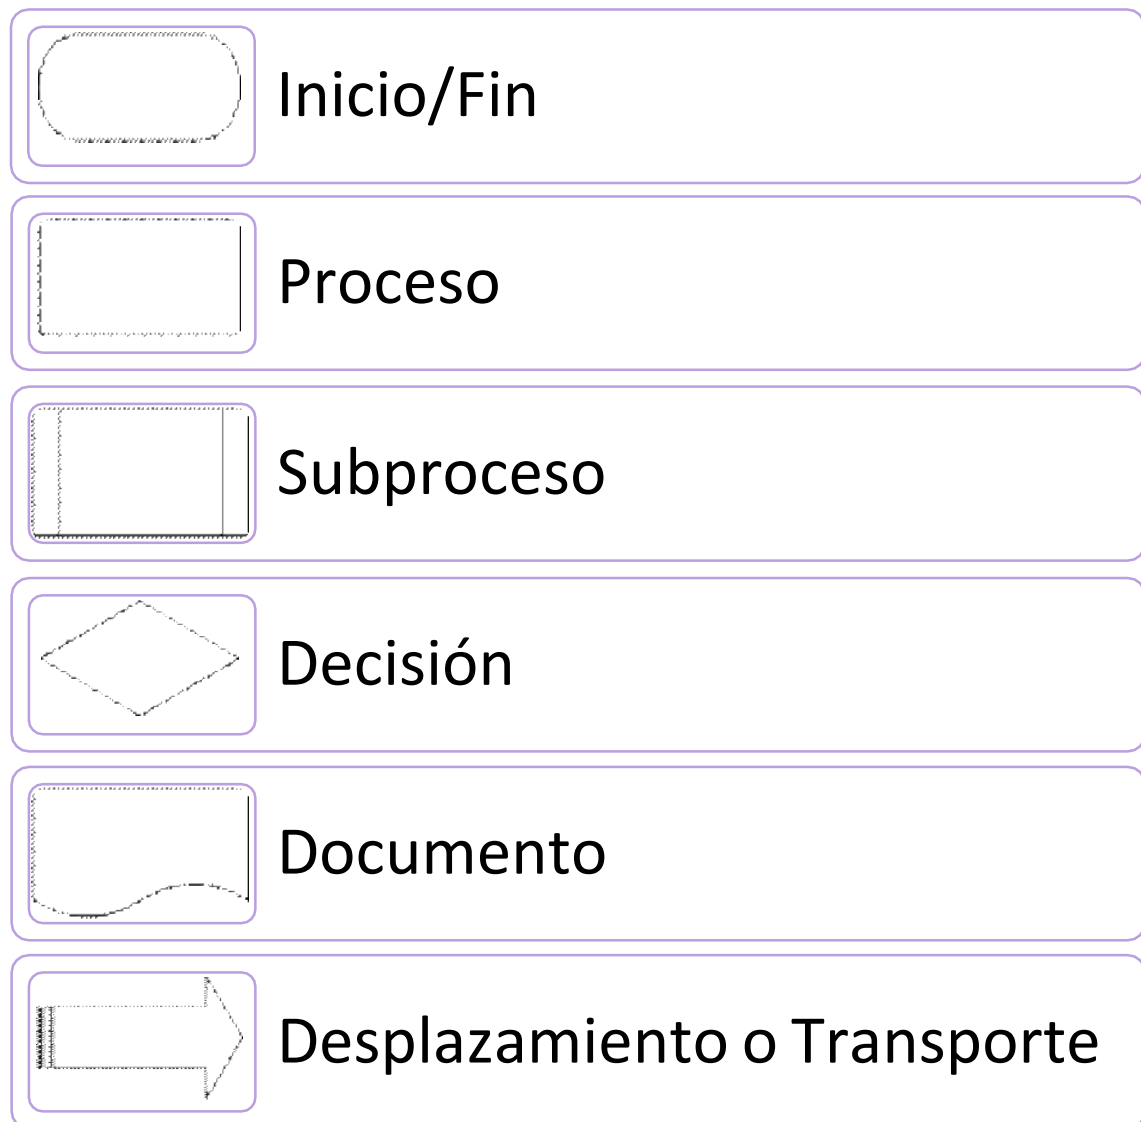 Inicio/Fin
Proceso
Subproceso
Decisión
Documento
Desplazamiento o Transporte